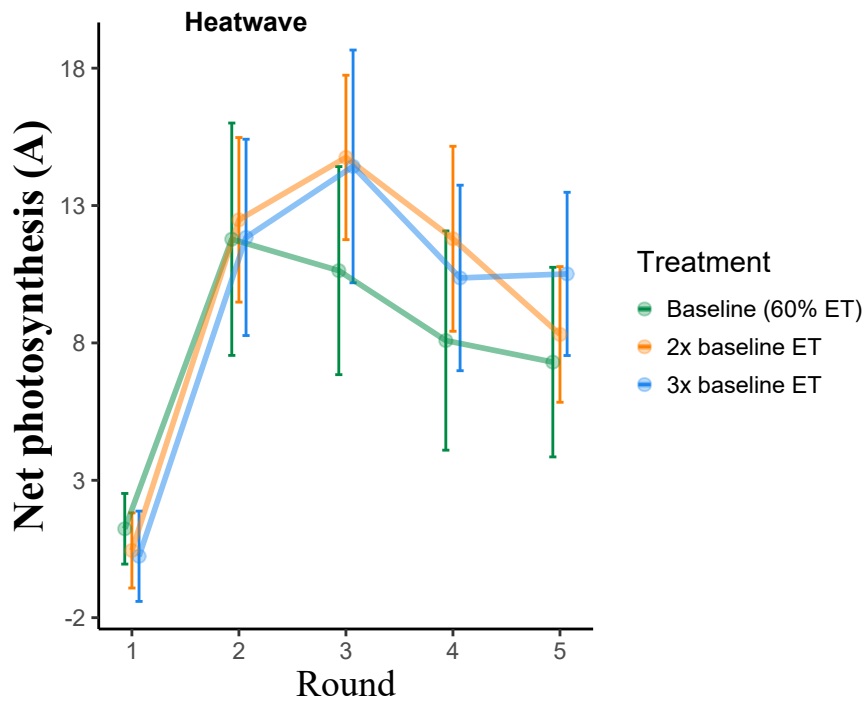 Heatwave
Net photosynthesis (A)
18
13
8
3
-2
1 2 3 4 5
Round
Treatment
Baseline (60% ET)
2x baseline ET
3x baseline ET